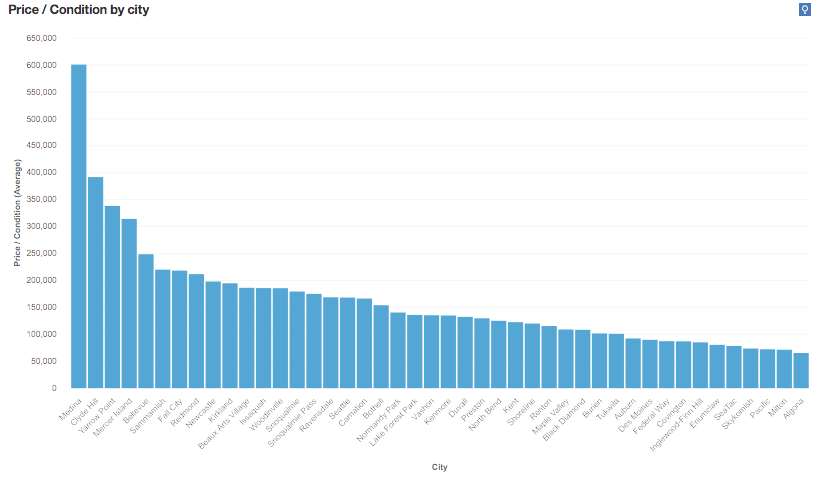 Price / Condition by city
650,000
600,000
550,000
500,000
450,000
400,000
350,000
300,000
250,000
200,000
150,000
100,000
50,000
0
Price / Condition (Average)
Medina
Clyde Hill
Yarrow Point
Mercer Island
Bellevue
Sammamish
Fall City
Redmond
Newcastle
Kirkland
Beaux Arts Village
Issaquah
Woodinville
Snoqualmie
Snoqualmie Pass
Ravensdale
Seattle
Carnation
Bothell
Normandy Park
Lake Forest Park
Vashon
Kenmore
Duvall
Preston
North Bend
Kent
Shoreline
Renton
Maple Valley
Black Diamond
Burien
Tukwila
Auburn
Des Moines
Federal Way
Covington
Inglewood-Finn Hill
Enumclaw
SeaTac
Skykomish
Pacific
Milton
Algona
City